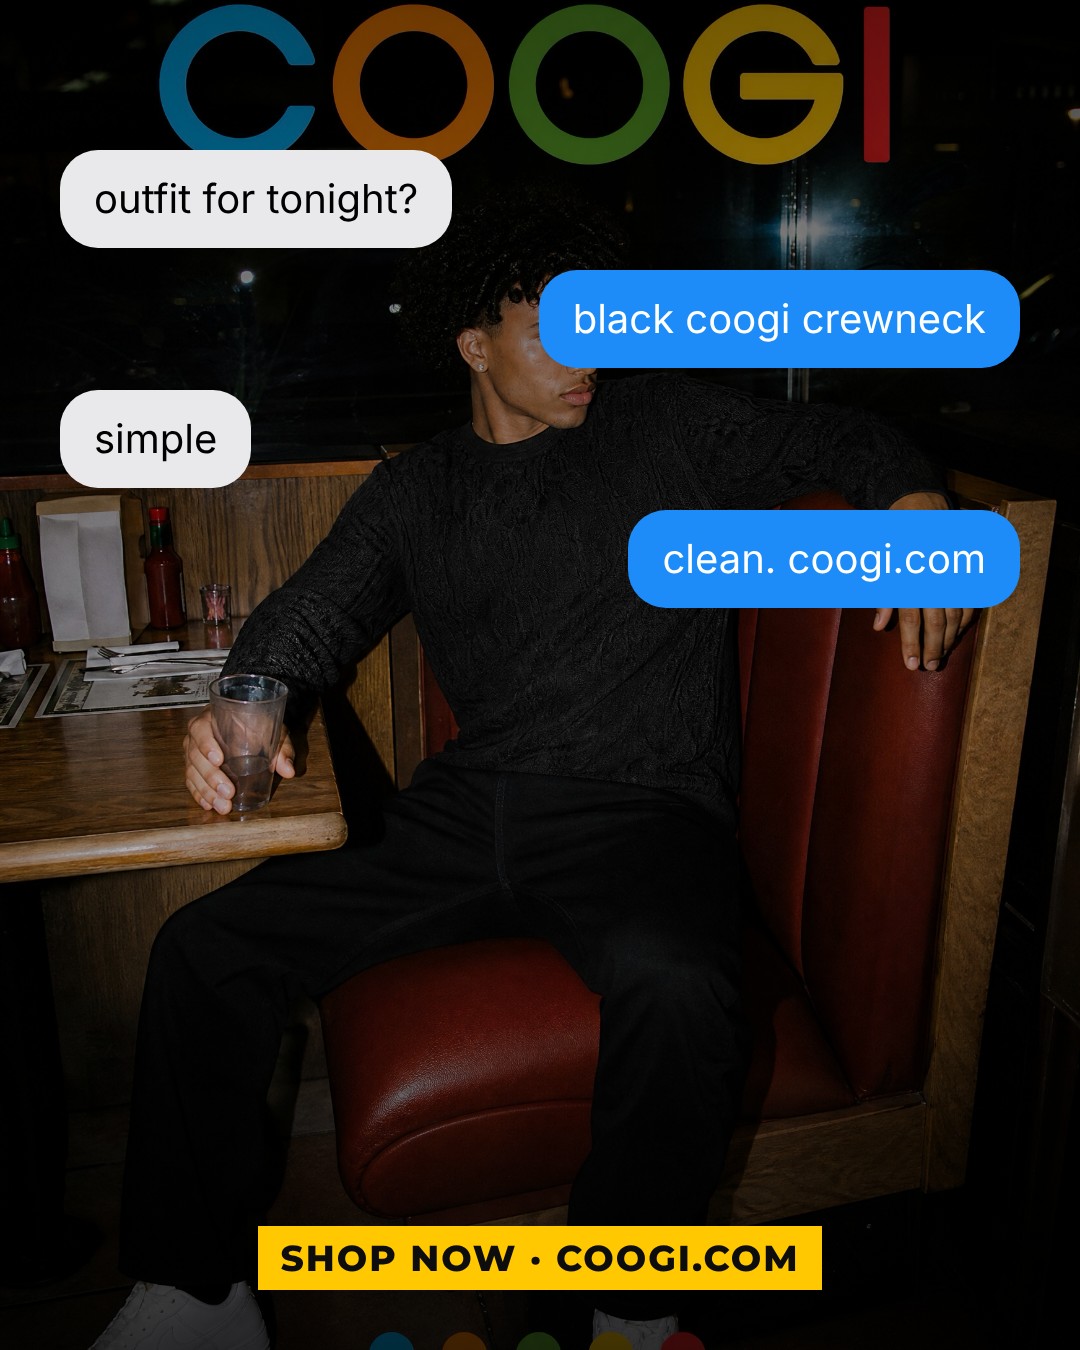 COOGI
outfit for tonight?
black coogi crewneck
simple
clean. coogi.com
SHOP NOW · COOGI.COM